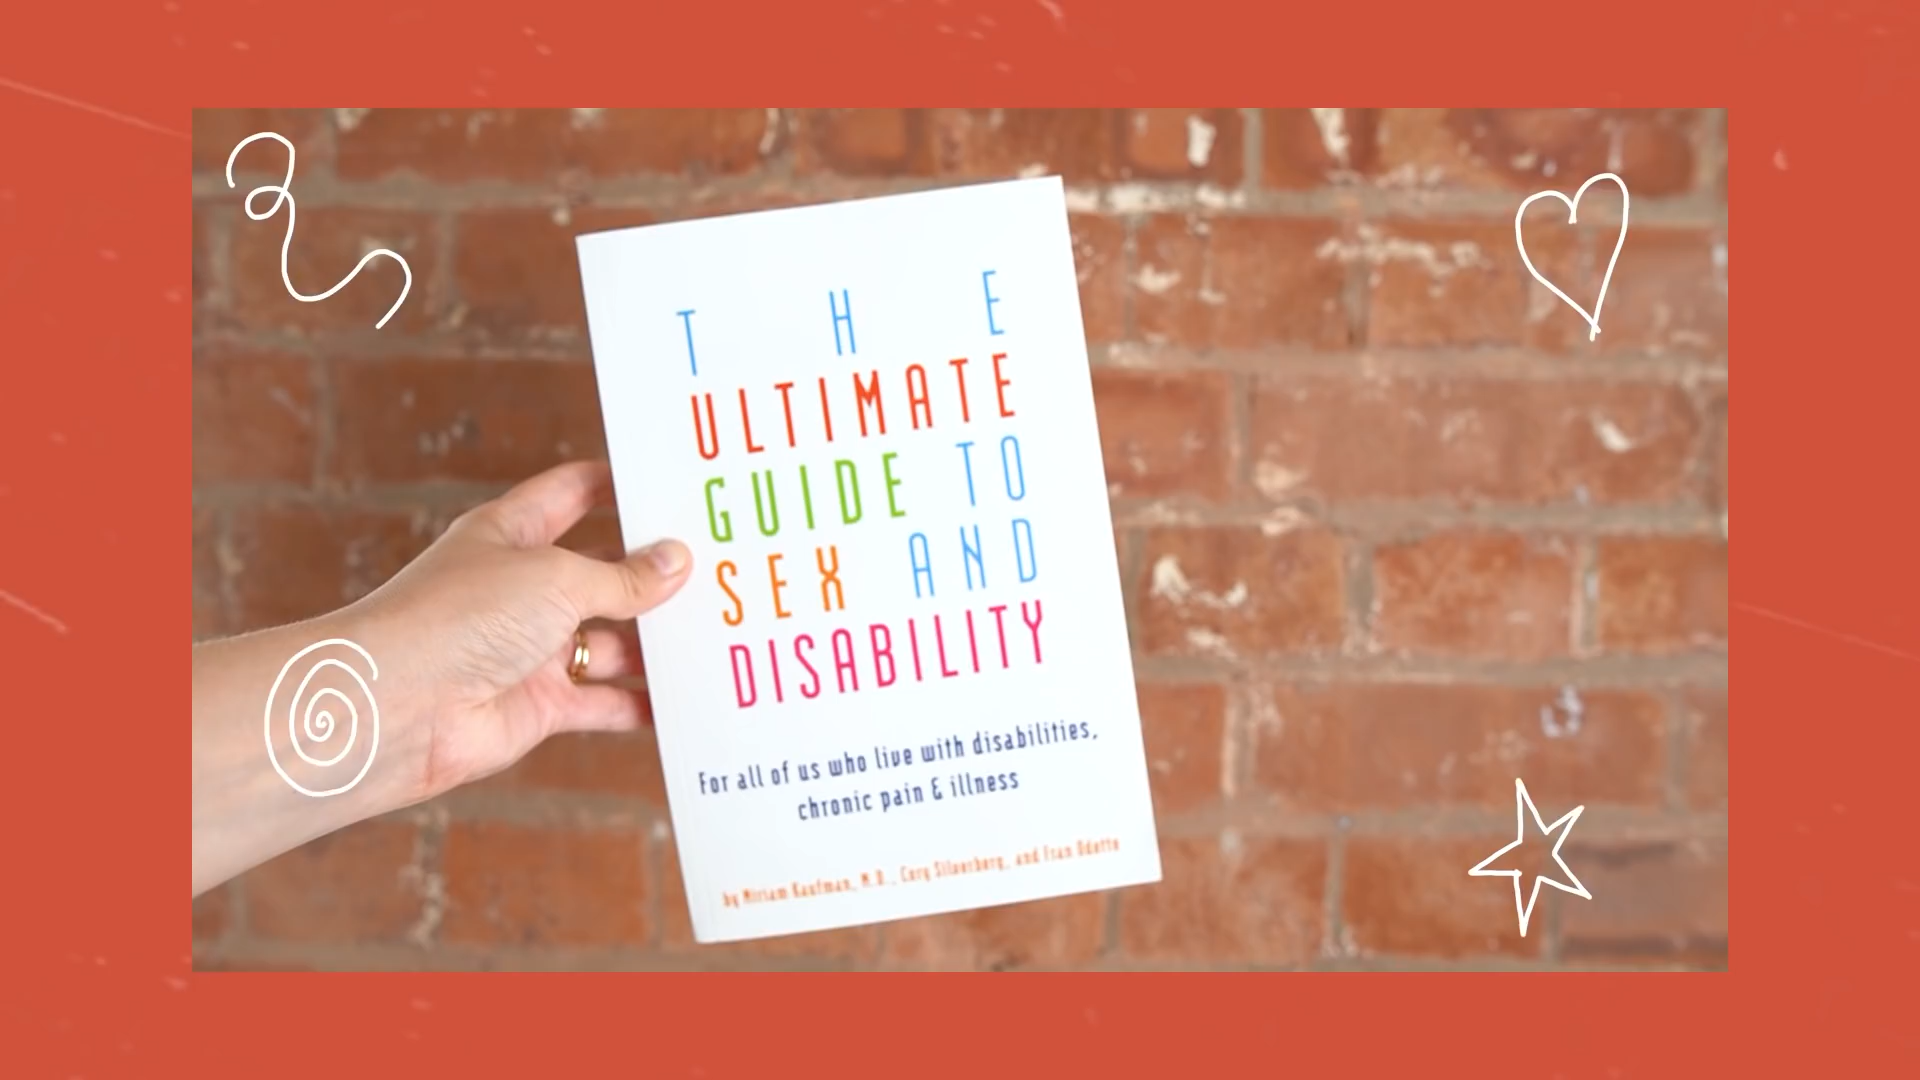 THE
ULTIMATE
GUIDE TO
SEX AND
DISABILITY
For all of us who live with disabilities,
chronic pain & illness
by Miriam Kaufman, M.D., Cory Silverberg, and Fran Odette